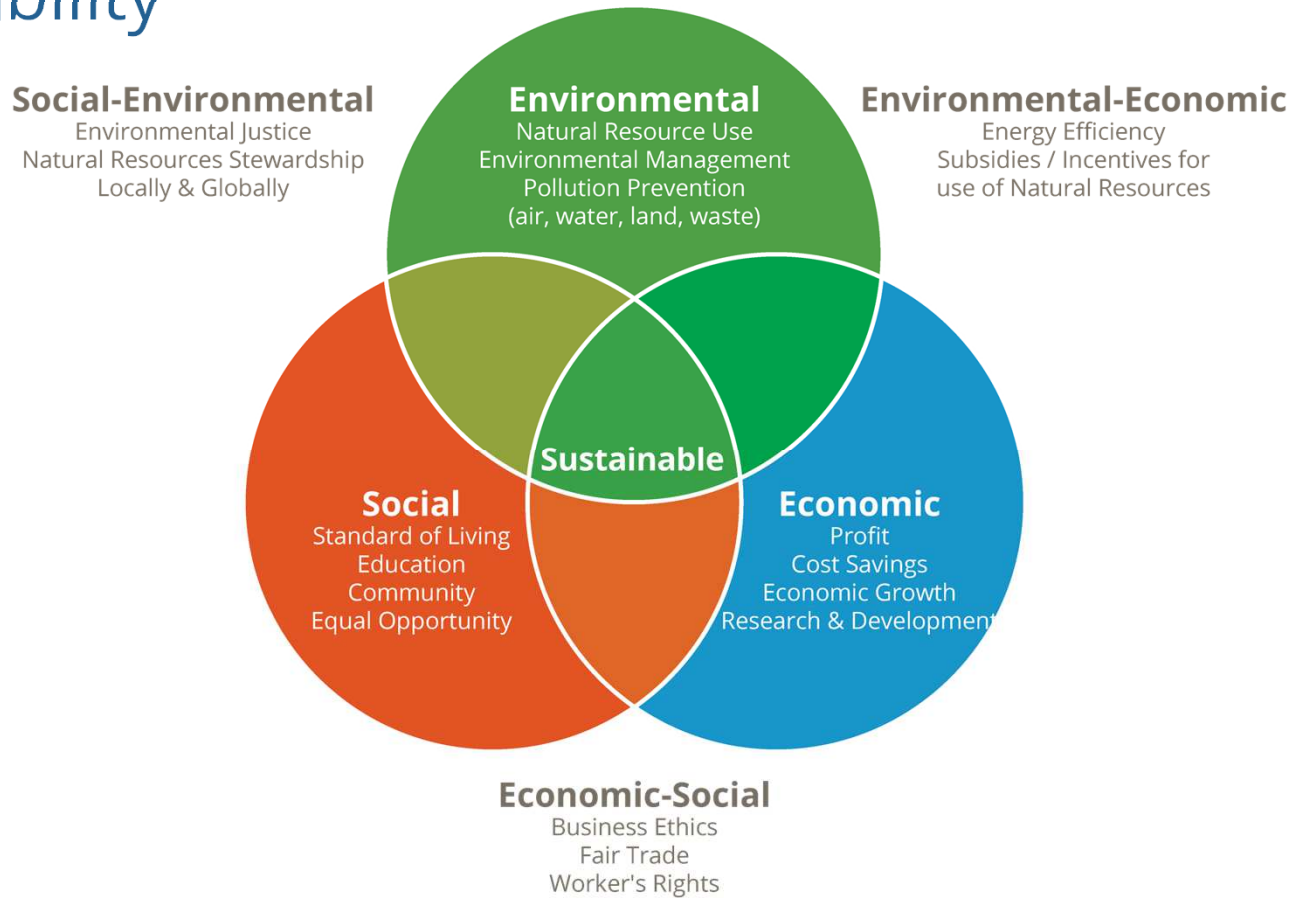 Social-Environmental
Environmental Justice
Natural Resources Stewardship
Locally & Globally
Environmental
Natural Resource Use
Environmental Management
Pollution Prevention
(air, water, land, waste)
Environmental-Economic
Energy Efficiency
Subsidies / Incentives for
use of Natural Resources
Sustainable
Social
Standard of Living
Education
Community
Equal Opportunity
Economic
Profit
Cost Savings
Economic Growth
Research & Development
Economic-Social
Business Ethics
Fair Trade
Worker's Rights